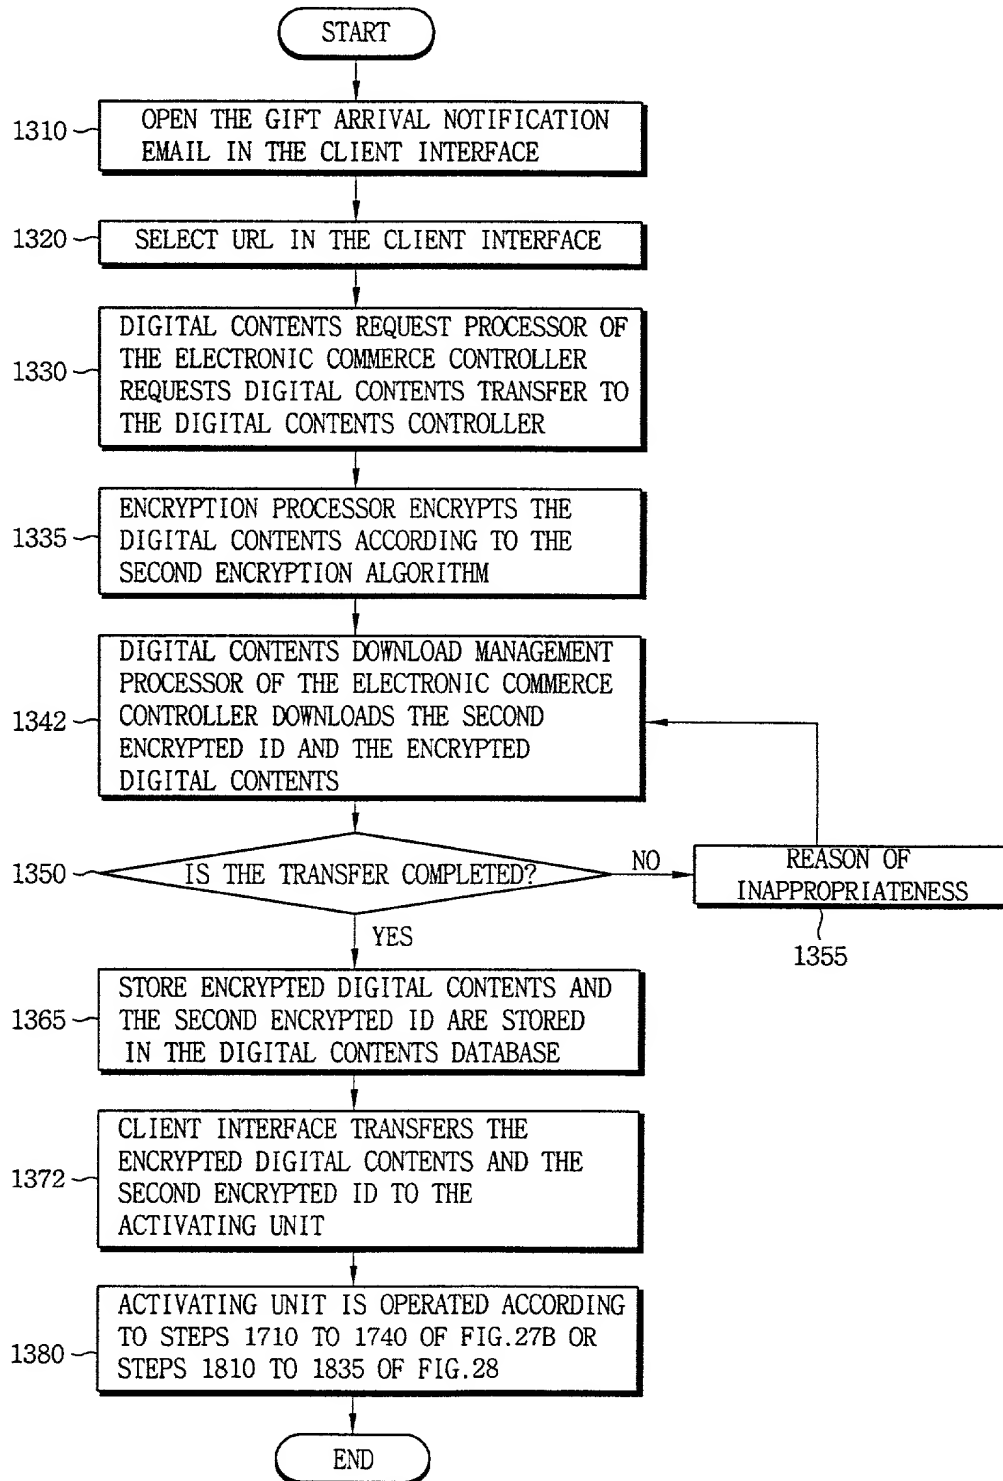 START
1310
OPEN THE GIFT ARRIVAL NOTIFICATION
EMAIL IN THE CLIENT INTERFACE
1320
SELECT URL IN THE CLIENT INTERFACE
1330
DIGITAL CONTENTS REQUEST PROCESSOR OF
THE ELECTRONIC COMMERCE CONTROLLER
REQUESTS DIGITAL CONTENTS TRANSFER TO
THE DIGITAL CONTENTS CONTROLLER
1335
ENCRYPTION PROCESSOR ENCRYPTS THE
DIGITAL CONTENTS ACCORDING TO THE
SECOND ENCRYPTION ALGORITHM
1342
DIGITAL CONTENTS DOWNLOAD MANAGEMENT
PROCESSOR OF THE ELECTRONIC COMMERCE
CONTROLLER DOWNLOADS THE SECOND
ENCRYPTED ID AND THE ENCRYPTED
DIGITAL CONTENTS
1350
IS THE TRANSFER COMPLETED?
NO
REASON OF
INAPPROPRIATENESS
1355
YES
1365
STORE ENCRYPTED DIGITAL CONTENTS AND
THE SECOND ENCRYPTED ID ARE STORED
IN THE DIGITAL CONTENTS DATABASE
1372
CLIENT INTERFACE TRANSFERS THE
ENCRYPTED DIGITAL CONTENTS AND THE
SECOND ENCRYPTED ID TO THE
ACTIVATING UNIT
1380
ACTIVATING UNIT IS OPERATED ACCORDING
TO STEPS 1710 TO 1740 OF FIG.27B OR
STEPS 1810 TO 1835 OF FIG.28
END